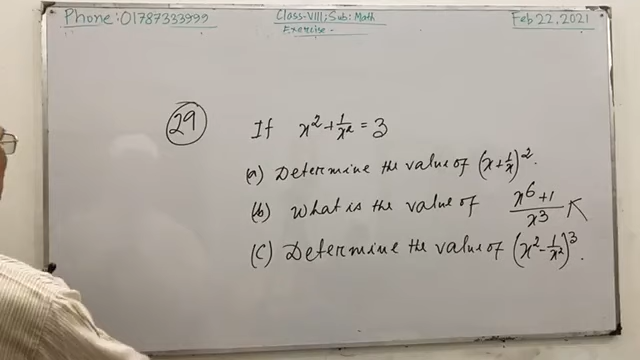 Phone: 01787333999
Class-VIII; Sub: Math
Exercise -
Feb 22, 2021
29
If x² + 1/x² = 3
(a) Determine the value of (x + 1/x)².
(b) What is the value of (x⁶ + 1)/x³
(c) Determine the value of (x² - 1/x²)³.